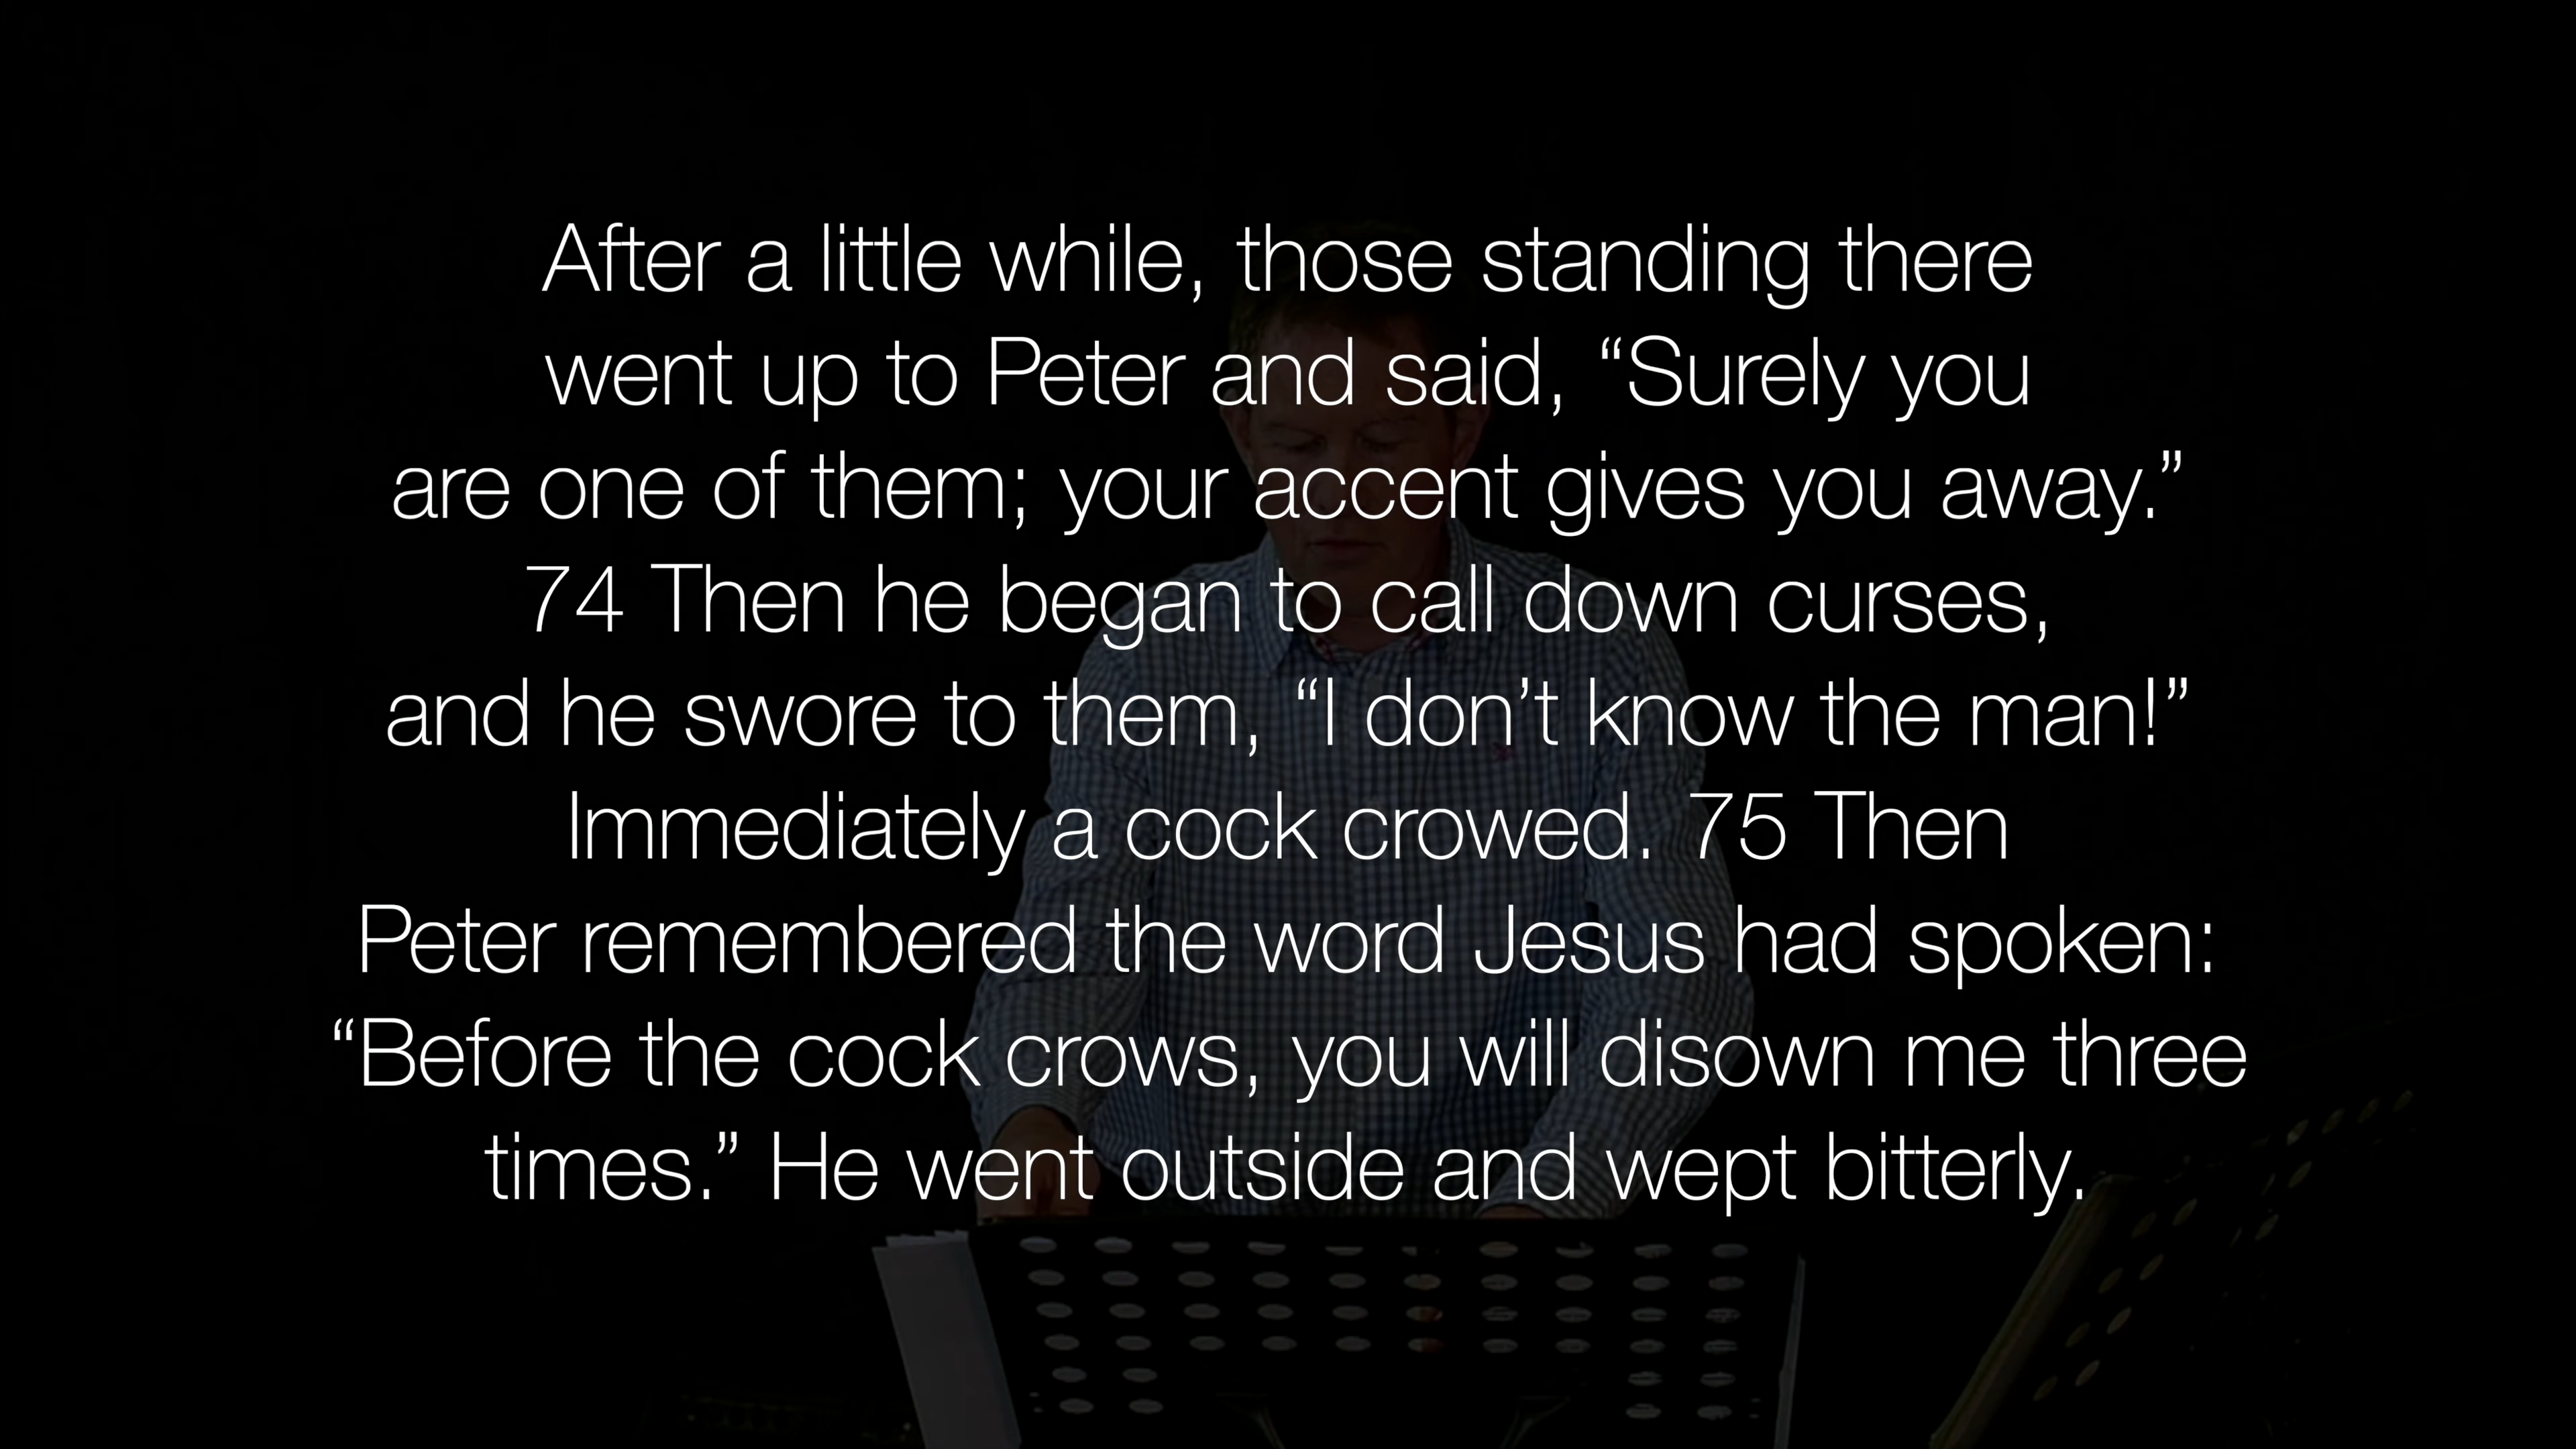 After a little while, those standing there
went up to Peter and said, “Surely you
are one of them; your accent gives you away.”
74 Then he began to call down curses,
and he swore to them, “I don’t know the man!”
Immediately a cock crowed. 75 Then
Peter remembered the word Jesus had spoken:
“Before the cock crows, you will disown me three
times.” He went outside and wept bitterly.